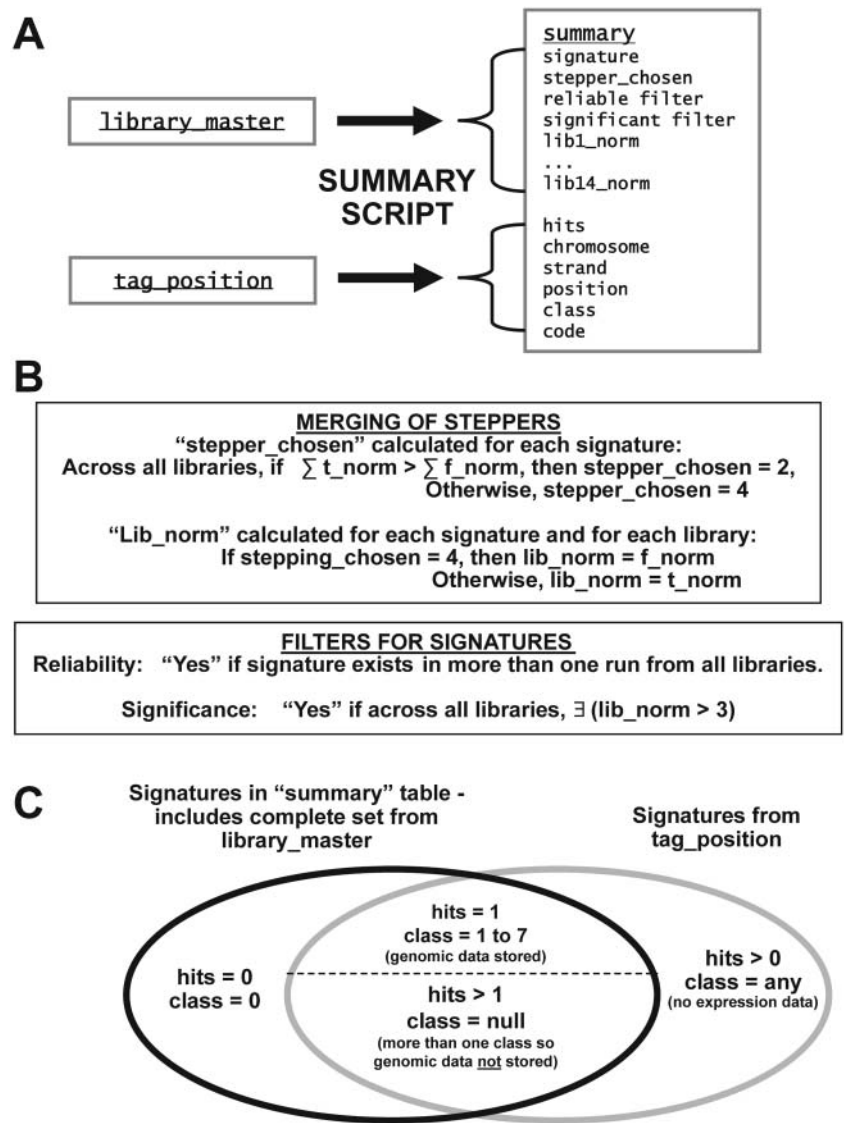 A
library_master
SUMMARY
SCRIPT
tag_position
summary
signature
stepper_chosen
reliable filter
significant filter
lib1_norm
...
lib14_norm
hits
chromosome
strand
position
class
code
B
MERGING OF STEPPERS
“stepper_chosen” calculated for each signature:
Across all libraries, if ∑ t_norm > ∑ f_norm, then stepper_chosen = 2,
Otherwise, stepper_chosen = 4
“Lib_norm” calculated for each signature and for each library:
If stepping_chosen = 4, then lib_norm = f_norm
Otherwise, lib_norm = t_norm
FILTERS FOR SIGNATURES
Reliability: “Yes” if signature exists in more than one run from all libraries.
Significance: “Yes” if across all libraries, ∃ (lib_norm > 3)
C
Signatures in “summary” table -
includes complete set from
library_master
Signatures from
tag_position
hits = 0
class = 0
hits = 1
class = 1 to 7
(genomic data stored)
hits > 1
class = null
(more than one class so
genomic data not stored)
hits > 0
class = any
(no expression data)